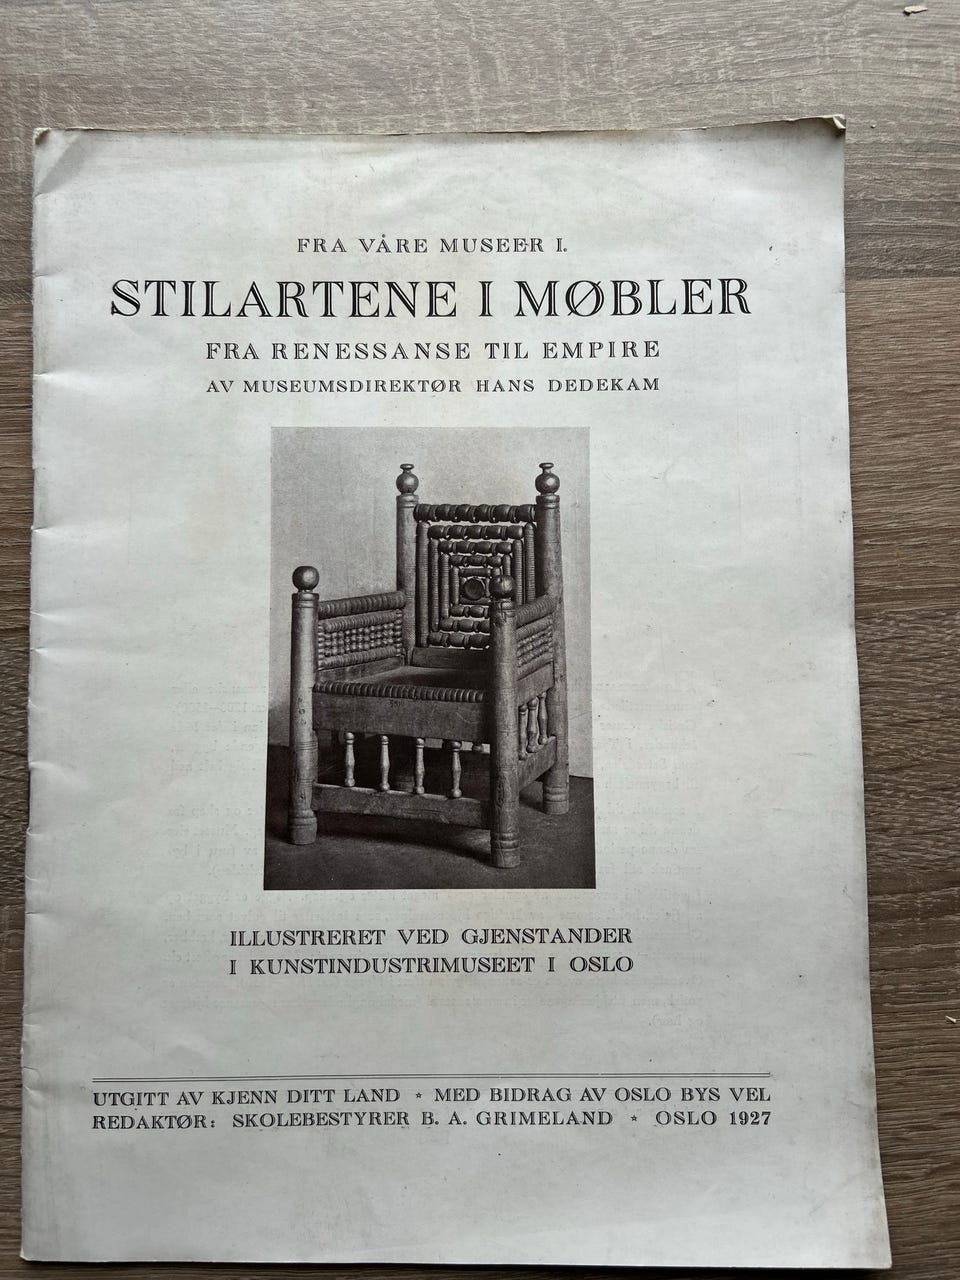 FRA VÅRE MUSEER I.
STILARTENE I MØBLER
FRA RENESSANSE TIL EMPIRE
AV MUSEUMSDIREKTØR HANS DEDEKAM
ILLUSTRERET VED GJENSTANDER
I KUNSTINDUSTRIMUSEET I OSLO
UTGITT AV KJENN DITT LAND * MED BIDRAG AV OSLO BYS VEL
REDAKTØR: SKOLEBESTYRER B. A. GRIMELAND * OSLO 1927